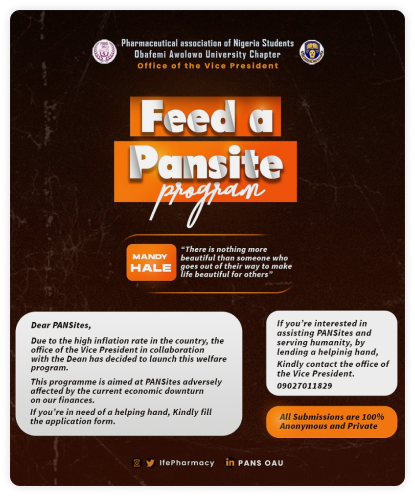 Pharmaceutical association of Nigeria Students
Obafemi Awolowo University Chapter
Office of the Vice President
Feed a
Pansite
program
MANDY
HALE
“There is nothing more
beautiful than someone who
goes out of their way to make
life beautiful for others”
Dear PANSites,
Due to the high inflation rate in the country, the
office of the Vice President in collaboration
with the Dean has decided to launch this welfare
program.
This programme is aimed at PANSites adversely
affected by the current economic downturn
on our finances.
If you're in need of a helping hand, Kindly fill
the application form.
If you're interested in
assisting PANSites and
serving humanity, by
lending a helpinig hand,
Kindly contact the office of
the Vice President.
09027011829
All Submissions are 100%
Anonymous and Private
IfePharmacy
in PANS OAU